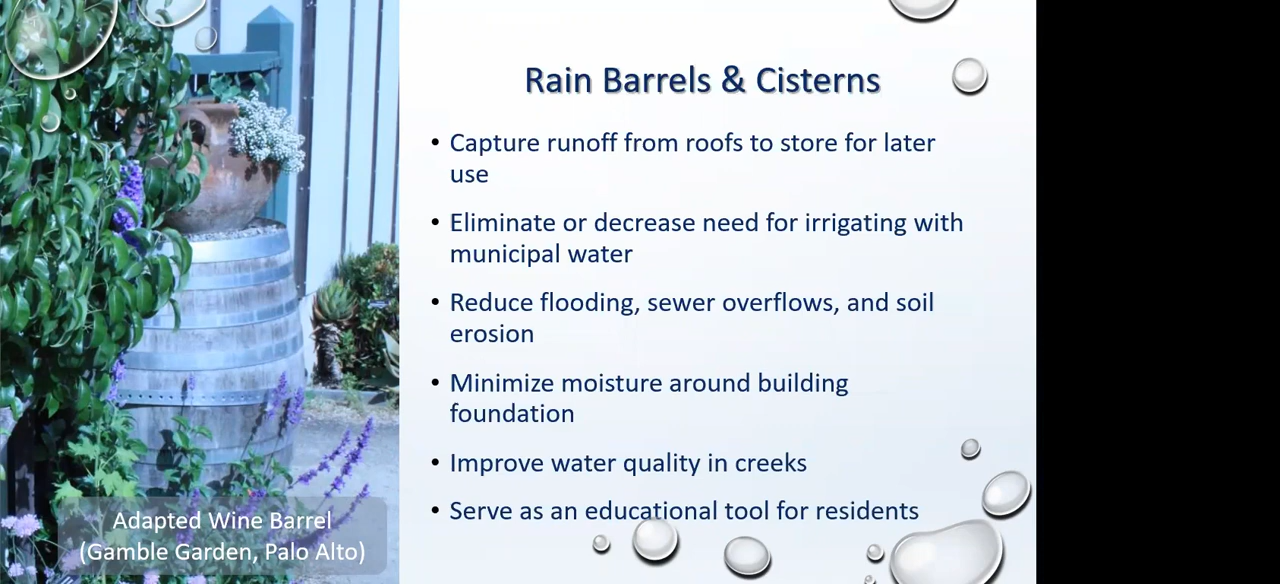 Rain Barrels & Cisterns
• Capture runoff from roofs to store for later
use
• Eliminate or decrease need for irrigating with
municipal water
• Reduce flooding, sewer overflows, and soil
erosion
• Minimize moisture around building
foundation
• Improve water quality in creeks
• Serve as an educational tool for residents
Adapted Wine Barrel
(Gamble Garden, Palo Alto)